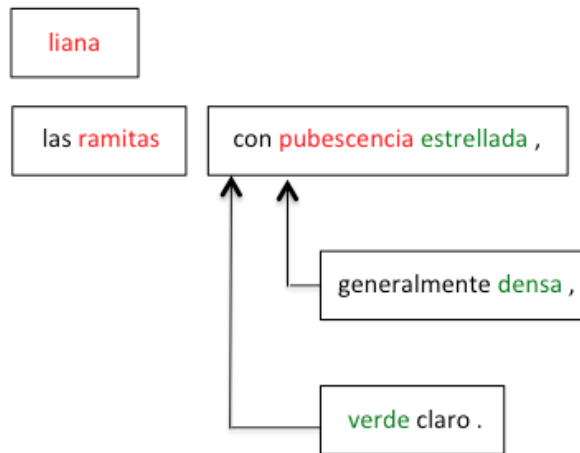 liana
las ramitas con pubescencia estrellada ,
generalmente densa ,
verde claro .